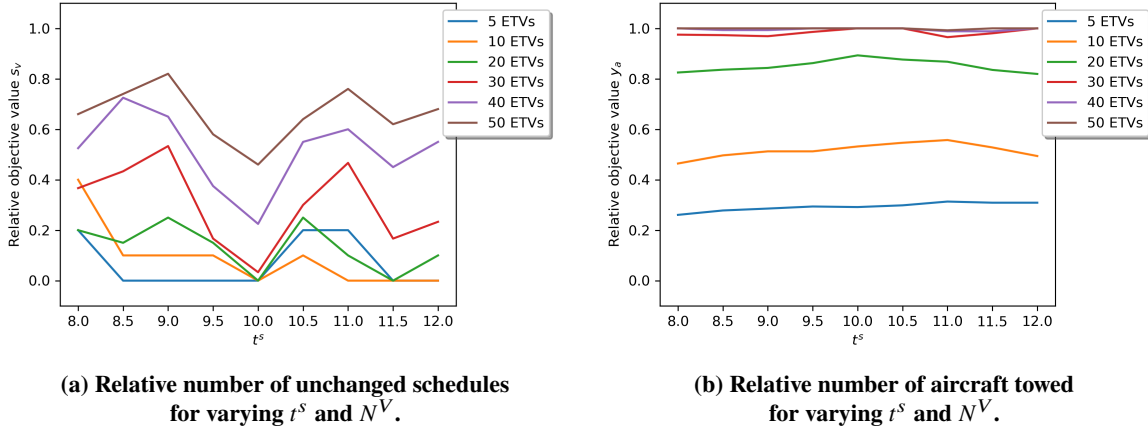 Relative objective value s_v
1.0
0.8
0.6
0.4
0.2
0.0
8.0 8.5 9.0 9.5 10.0 10.5 11.0 11.5 12.0
t^s
5 ETVs
10 ETVs
20 ETVs
30 ETVs
40 ETVs
50 ETVs
(a) Relative number of unchanged schedules
for varying t^s and N^V.
Relative objective value y_a
1.0
0.8
0.6
0.4
0.2
0.0
8.0 8.5 9.0 9.5 10.0 10.5 11.0 11.5 12.0
t^s
5 ETVs
10 ETVs
20 ETVs
30 ETVs
40 ETVs
50 ETVs
(b) Relative number of aircraft towed
for varying t^s and N^V.